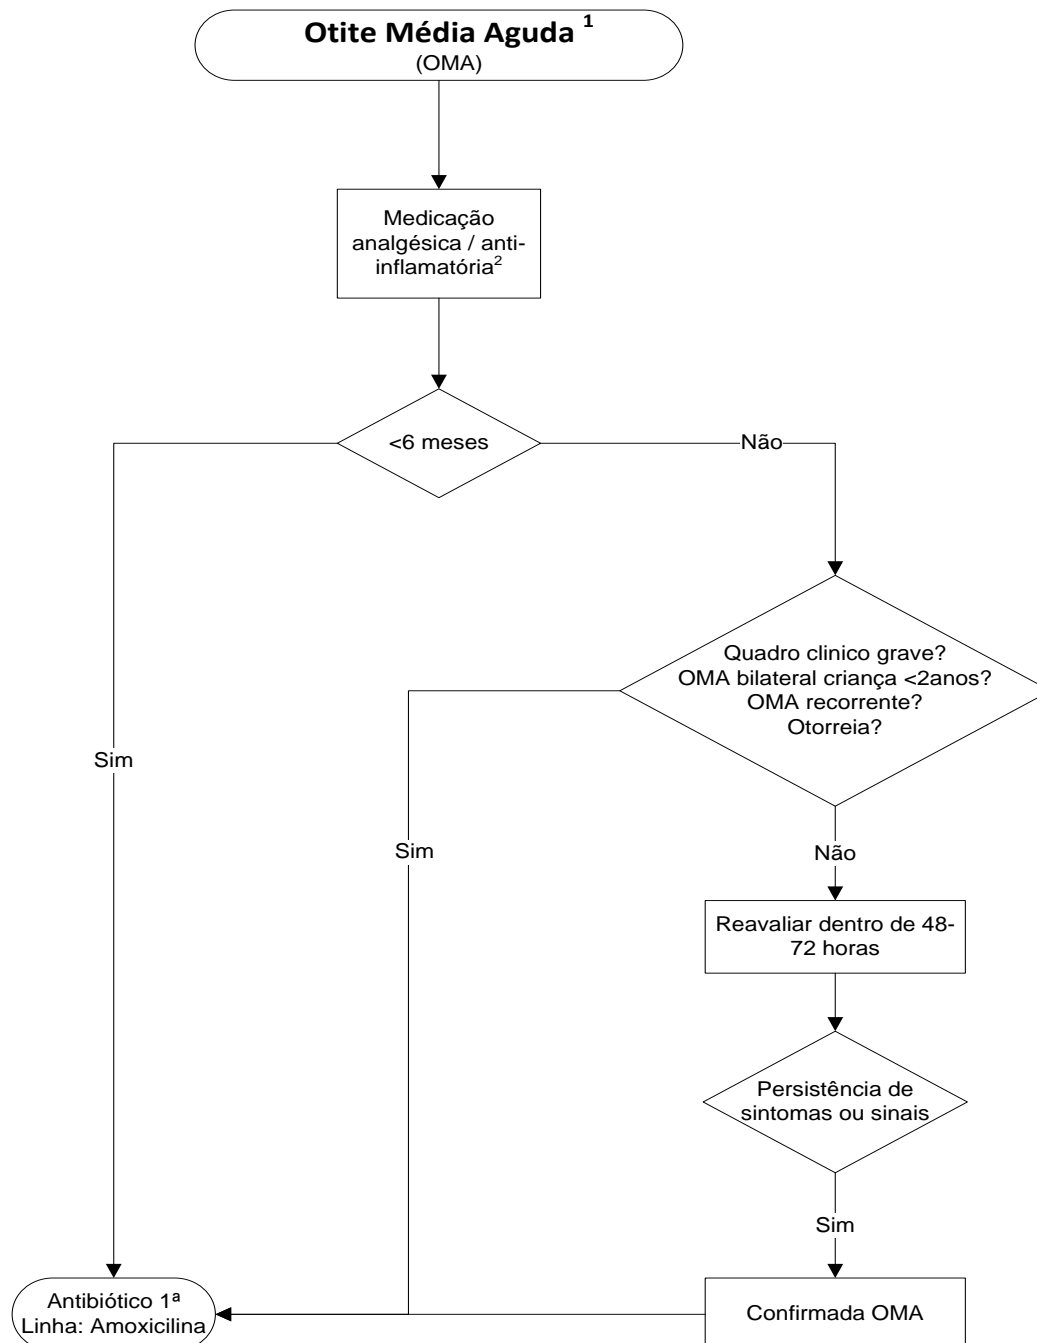 Otite Média Aguda 1
(OMA)
Medicação
analgésica / anti-
inflamatória2
<6 meses
Não
Quadro clinico grave?
OMA bilateral criança <2anos?
OMA recorrente?
Otorreia?
Sim
Sim
Não
Reavaliar dentro de 48-
72 horas
Persistência de
sintomas ou sinais
Sim
Antibiótico 1ª
Linha: Amoxicilina
Confirmada OMA